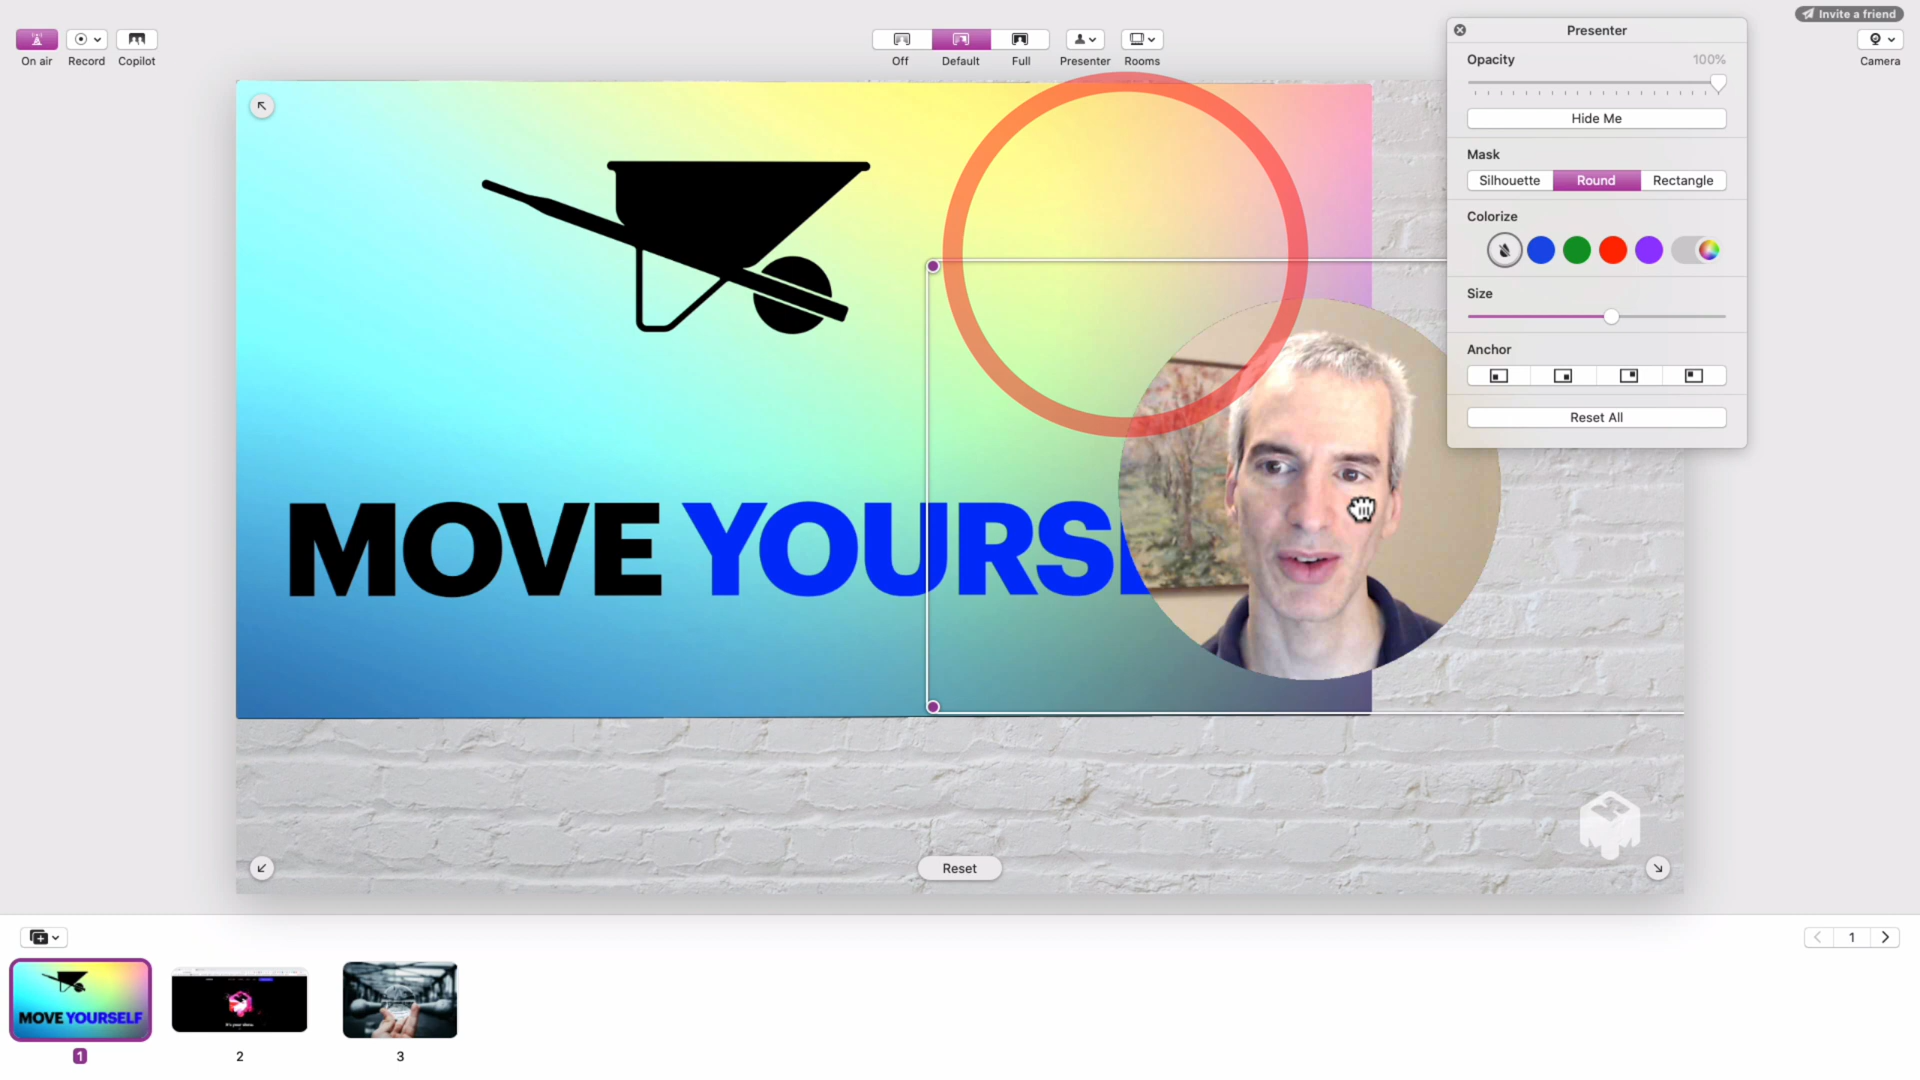 Invite a friend
Presenter
On air
Record
Copilot
Off
Default
Full
Presenter
Rooms
Camera
Opacity
100%
Hide Me
Mask
Silhouette
Round
Rectangle
Colorize
Size
Anchor
Reset All
MOVE YOURS
Reset
1
MOVE YOURSELF
1
2
3